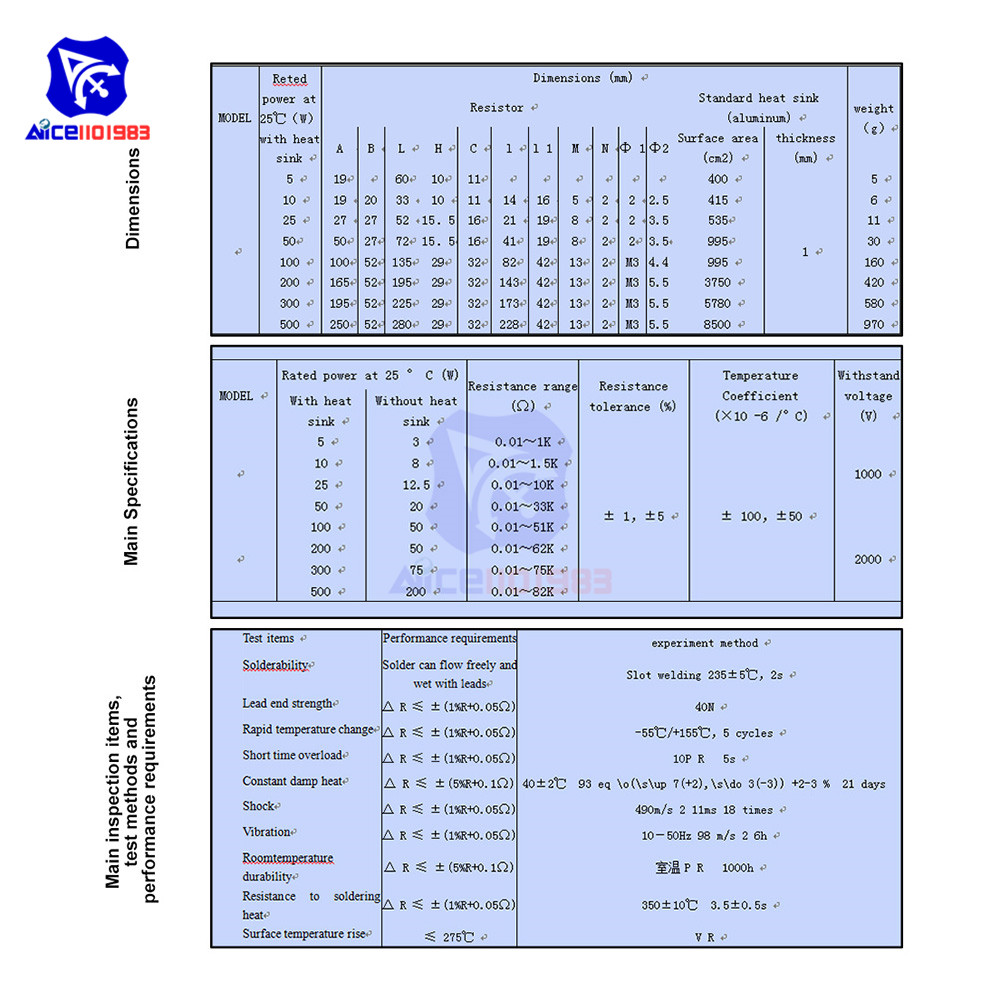 AiCE1101983
Dimensions
MODEL
Reted
power at
25℃ (W)
with heat
sink
Dimensions (mm)
Resistor
Standard heat sink
(aluminum)
weight
(g)
A B L H C l l 1 M N Φ 1 Φ2
Surface area
(cm2)
thickness
(mm)
5 19 60 10 11 400 5
10 19 20 33 10 11 14 16 5 2 2 2.5 415 6
25 27 27 52 15.5 16 21 19 8 2 2 3.5 535 11
50 50 27 72 15.5 16 41 19 8 2 2 3.5 995 30
1
100 100 52 135 29 32 82 42 13 2 M3 4.4 995 160
200 165 52 195 29 32 143 42 13 2 M3 5.5 3750 420
300 195 52 225 29 32 173 42 13 2 M3 5.5 5780 580
500 250 52 280 29 32 228 42 13 2 M3 5.5 8500 970
Main Specifications
MODEL
Rated power at 25 ° C (W)
With heat
sink
Without heat
sink
Resistance range
(Ω)
Resistance
tolerance (%)
Temperature
Coefficient
(×10 -6 /° C)
Withstand
voltage
(V)
5 3 0.01~1K
10 8 0.01~1.5K
1000
25 12.5 0.01~10K
50 20 0.01~33K
± 1, ±5 ± 100, ±50
100 50 0.01~51K
200 50 0.01~62K
2000
300 75 0.01~75K
500 200 0.01~82K
AiCE1101983
Main inspection items,
test methods and
performance requirements
Test items Performance requirements experiment method
Solderability Solder can flow freely and
wet with leads
Slot welding 235±5℃, 2s
Lead end strength △ R ≤ ±(1%R+0.05Ω) 40N
Rapid temperature change △ R ≤ ±(1%R+0.05Ω) -55℃/+155℃, 5 cycles
Short time overload △ R ≤ ±(1%R+0.05Ω) 10P R 5s
Constant damp heat △ R ≤ ±(5%R+0.1Ω) 40±2℃ 93 eq \o(\s\up 7(+2),\s\do 3(-3)) +2-3 % 21 days
Shock △ R ≤ ±(1%R+0.05Ω) 490m/s 2 11ms 18 times
Vibration △ R ≤ ±(1%R+0.05Ω) 10—50Hz 98 m/s 2 6h
Roomtemperature
durability
△ R ≤ ±(5%R+0.1Ω) 室温 P R 1000h
Resistance to soldering
heat
△ R ≤ ±(1%R+0.05Ω) 350±10℃ 3.5±0.5s
Surface temperature rise ≤ 275℃ V R